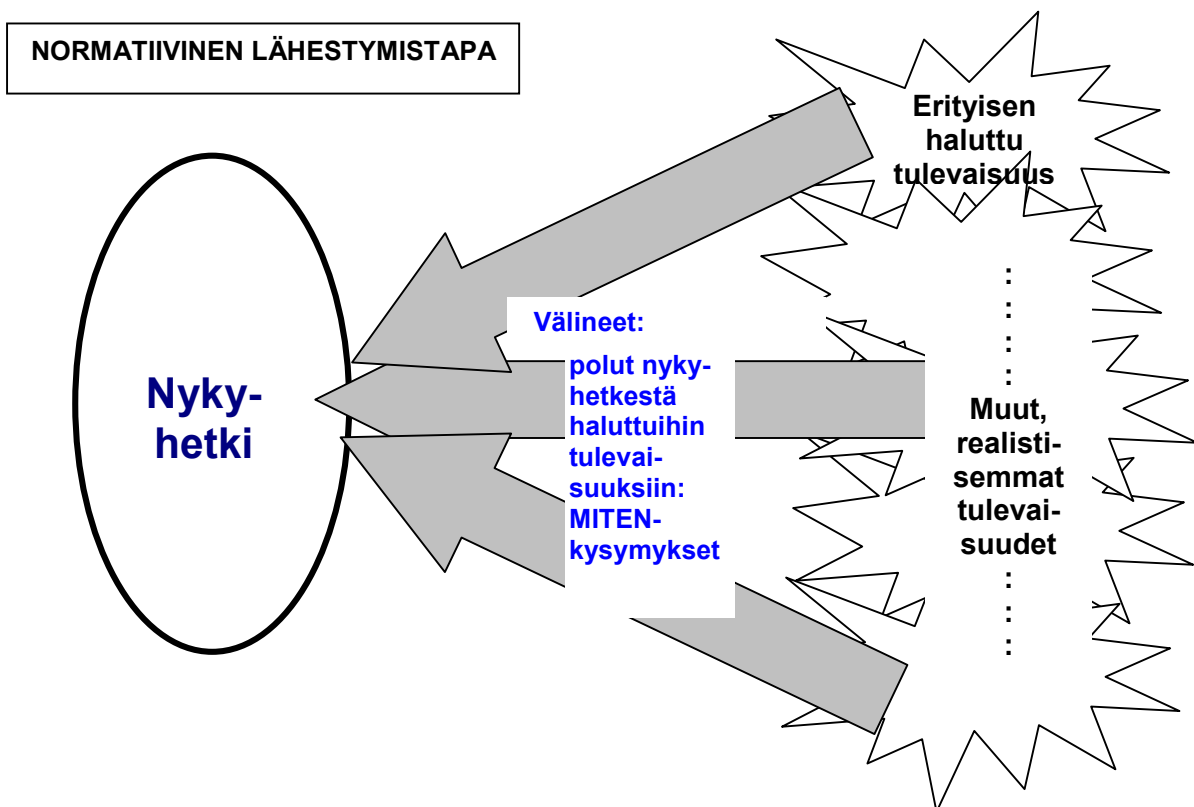 NORMATIIVINEN LÄHESTYMISTAPA
Erityisen
haluttu
tulevaisuus
Nyky-
hetki
Välineet:
polut nyky-
hetkestä
haluttuihin
tulevai-
suuksiin:
MITEN-
kysymykset
:
:
:
:
Muut,
realisti-
semmat
tulevai-
suudet
:
:
: